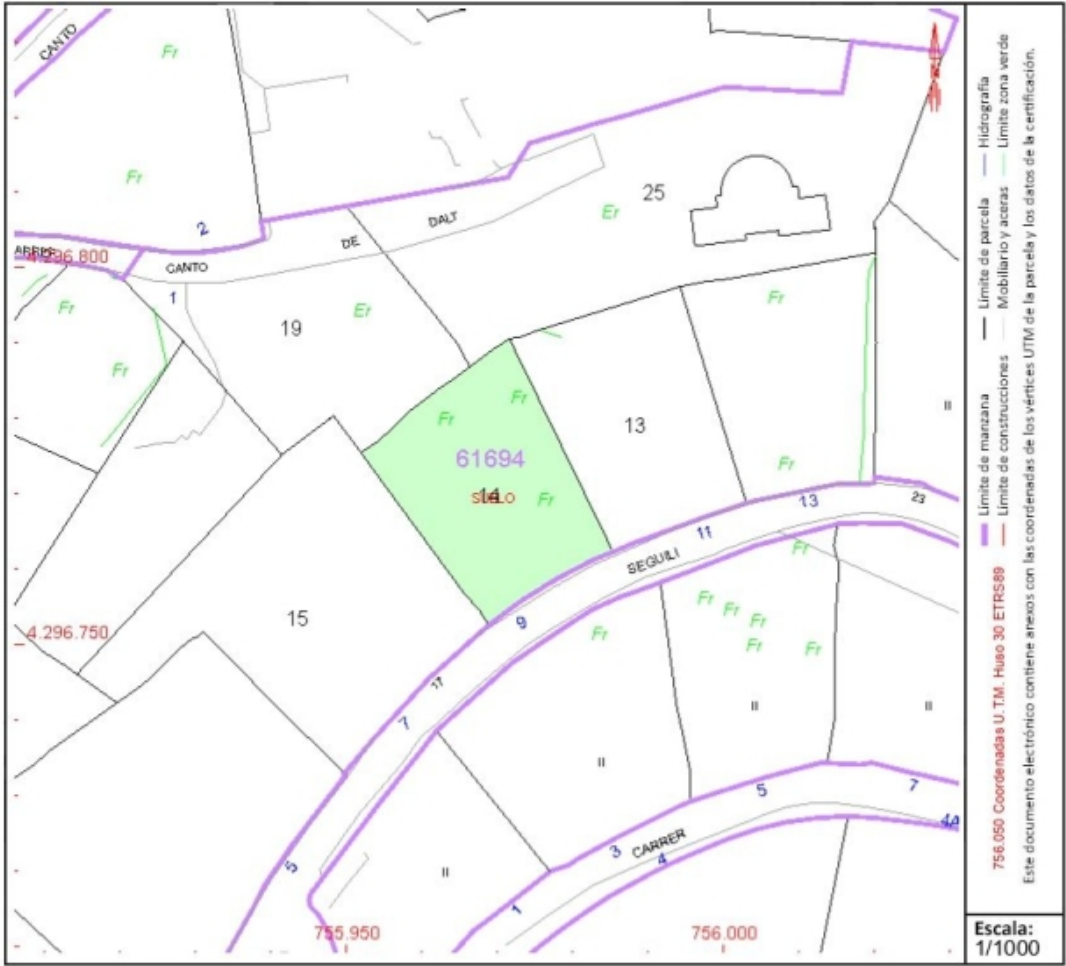 CANTO
Fr
Fr
2
25
Er
DALT
DE
4.296.800
CANTO
1
Fr
19
Er
Fr
Fr
Fr
Fr
13
II
61694
SUELO
14
Fr
Fr
13
23
11
SEGUILI
Fr
15
9
4.296.750
Fr
Fr
Fr
Fr
Fr
Fr
7
II
II
II
5
7
4A
3
CARRER
4
5
II
1
755.950
756.000
Límite de manzana
Límite de parcela
Hidrografía
Límite de construcciones
Mobiliario y aceras
Límite zona verde
756.050 Coordenadas U.T.M. Huso 30 ETRS89
Este documento electrónico contiene anexos con las coordenadas de los vértices UTM de la parcela y los datos de la certificación.
Escala:
1/1000